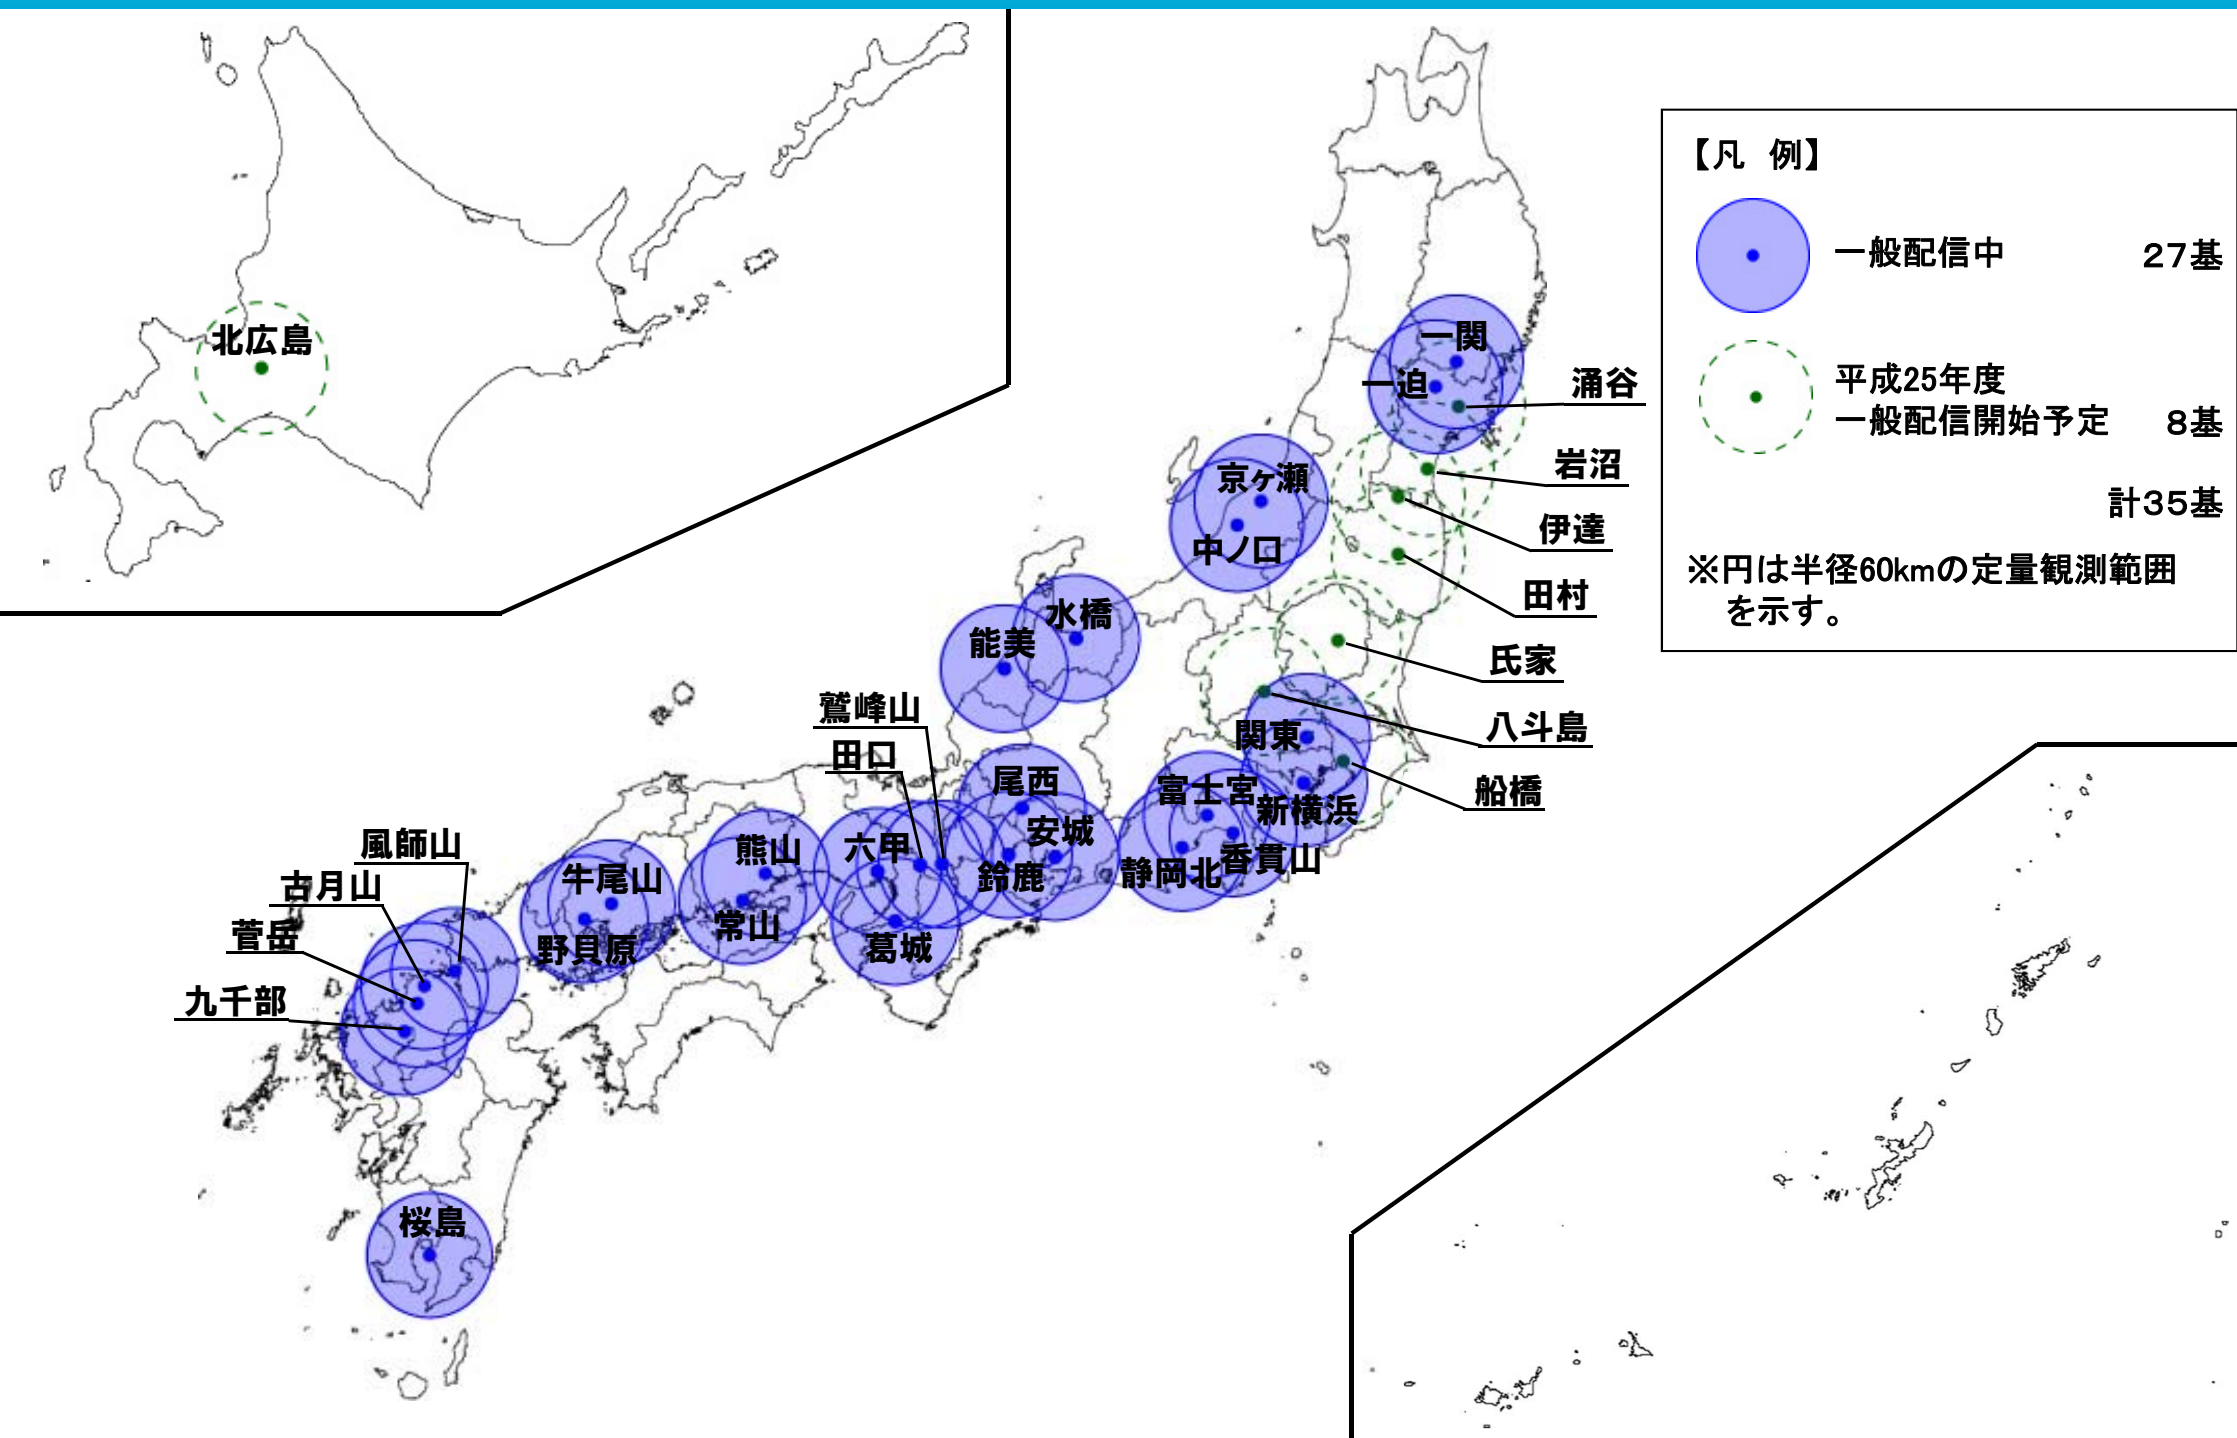 北広島
【凡 例】
一般配信中 27基
平成25年度
一般配信開始予定 8基
計35基
※円は半径60kmの定量観測範囲
を示す。
一関
一迫
涌谷
岩沼
伊達
田村
氏家
八斗島
船橋
京ヶ瀬
中ノ口
水橋
能美
関東
新横浜
富士宮
香貫山
静岡北
鷲峰山
田口
尾西
安城
鈴鹿
六甲
葛城
熊山
常山
牛尾山
野貝原
風師山
古月山
菅岳
九千部
桜島